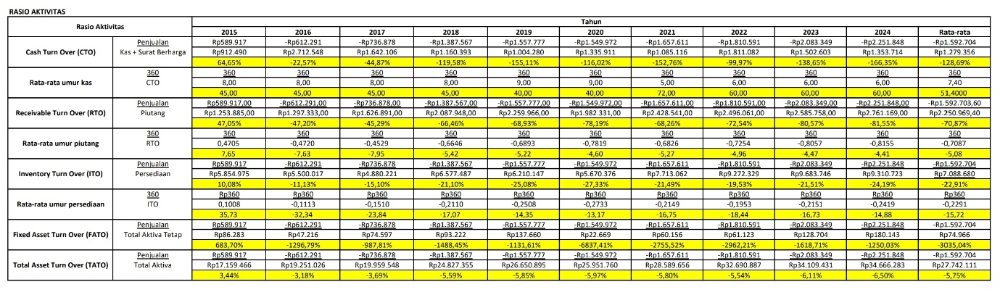 RASIO AKTIVITAS
Rasio Aktivitas Tahun
2015 2016 2017 2018 2019 2020 2021 2022 2023 2024 Rata-rata
Cash Turn Over (CTO) Penjualan Rp589.917 -Rp612.291 -Rp736.878 -Rp1.387.567 -Rp1.557.777 -Rp1.549.972 -Rp1.657.611 -Rp1.810.591 -Rp2.083.349 -Rp2.251.848 -Rp1.592.704
Kas + Surat Berharga Rp912.490 Rp2.712.548 Rp1.642.106 Rp1.160.393 Rp1.004.280 Rp1.335.911 Rp1.085.116 Rp1.811.082 Rp1.502.603 Rp1.353.714 Rp1.279.356
64,65% -22,57% -44,87% -119,58% -155,11% -116,02% -152,76% -99,97% -138,65% -166,35% -128,69%
Rata-rata umur kas 360 360 360 360 360 360 360 360 360 360 360 360
CTO 8,00 8,00 8,00 8,00 9,00 9,00 5,00 6,00 6,00 6,00 7,40
45,00 45,00 45,00 45,00 40,00 40,00 72,00 60,00 60,00 60,00 51,4000
Receivable Turn Over (RTO) Penjualan Rp589.917,00 -Rp612.291,00 -Rp736.878,00 -Rp1.387.567,00 -Rp1.557.777,00 -Rp1.549.972,00 -Rp1.657.611,00 -Rp1.810.591,00 -Rp2.083.349,00 -Rp2.251.848,00 -Rp1.592.703,60
Piutang Rp1.253.885,00 Rp1.297.333,00 Rp1.626.891,00 Rp2.087.948,00 Rp2.259.966,00 Rp1.982.331,00 Rp2.428.541,00 Rp2.496.061,00 Rp2.585.758,00 Rp2.761.169,00 Rp2.250.969,40
47,05% -47,20% -45,29% -66,46% -68,93% -78,19% -68,26% -72,54% -80,57% -81,55% -70,87%
Rata-rata umur piutang 360 360 360 360 360 360 360 360 360 360 360 360
RTO 0,4705 -0,4720 -0,4529 -0,6646 -0,6893 -0,7819 -0,6826 -0,7254 -0,8057 -0,8155 -0,7087
7,65 -7,63 -7,95 -5,42 -5,22 -4,60 -5,27 -4,96 -4,47 -4,41 -5,08
Inventory Turn Over (ITO) Penjualan Rp589.917 -Rp612.291 -Rp736.878 -Rp1.387.567 -Rp1.557.777 -Rp1.549.972 -Rp1.657.611 -Rp1.810.591 -Rp2.083.349 -Rp2.251.848 -Rp1.592.704
Persediaan Rp5.854.975 Rp5.500.017 Rp4.880.221 Rp6.577.487 Rp6.210.147 Rp5.670.376 Rp7.713.062 Rp9.272.329 Rp9.683.746 Rp9.310.723 Rp7.088.680
10,08% -11,13% -15,10% -21,10% -25,08% -27,33% -21,49% -19,53% -21,51% -24,19% -22,91%
Rata-rata umur persediaan 360 Rp360 Rp360 Rp360 Rp360 Rp360 Rp360 Rp360 Rp360 Rp360 Rp360 Rp360
ITO 0,1008 -0,1113 -0,1510 -0,2110 -0,2508 -0,2733 -0,2149 -0,1953 -0,2151 -0,2419 -0,2291
35,73 -32,34 -23,84 -17,07 -14,35 -13,17 -16,75 -18,44 -16,73 -14,88 -15,72
Fixed Asset Turn Over (FATO) Penjualan Rp589.917 -Rp612.291 -Rp736.878 -Rp1.387.567 -Rp1.557.777 -Rp1.549.972 -Rp1.657.611 -Rp1.810.591 -Rp2.083.349 -Rp2.251.848 -Rp1.592.704
Total Aktiva Tetap Rp86.283 Rp47.216 Rp74.597 Rp93.222 Rp137.660 Rp22.669 Rp60.156 Rp61.123 Rp128.704 Rp180.143 Rp74.966
683,70% -1296,79% -987,81% -1488,45% -1131,61% -6837,41% -2755,52% -2962,21% -1618,71% -1250,03% -3035,04%
Total Asset Turn Over (TATO) Penjualan Rp589.917 -Rp612.291 -Rp736.878 -Rp1.387.567 -Rp1.557.777 -Rp1.549.972 -Rp1.657.611 -Rp1.810.591 -Rp2.083.349 -Rp2.251.848 -Rp1.592.704
Total Aktiva Rp17.159.466 Rp19.251.026 Rp19.959.548 Rp24.827.355 Rp26.650.895 Rp25.951.760 Rp28.589.656 Rp32.690.887 Rp34.109.431 Rp34.666.283 Rp27.742.111
3,44% -3,18% -3,69% -5,59% -5,85% -5,97% -5,80% -5,54% -6,11% -6,50% -5,75%